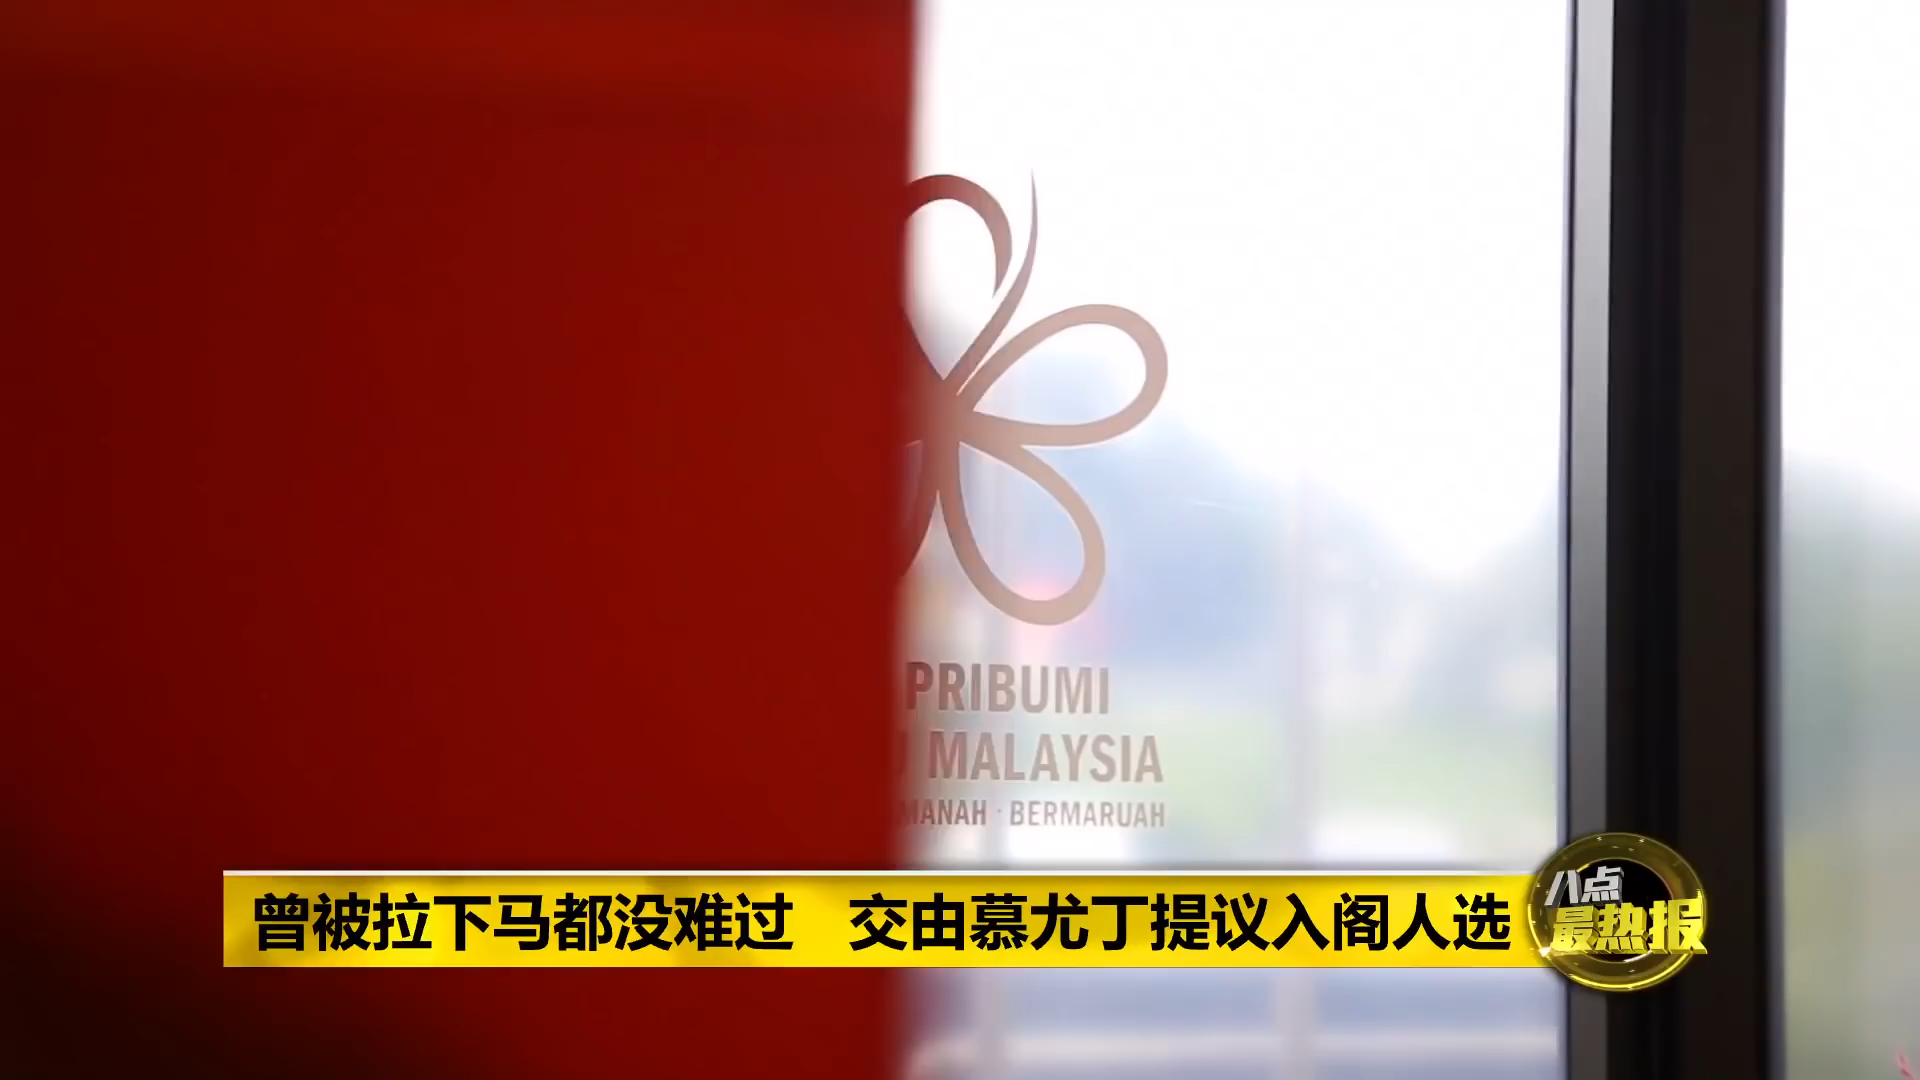 PRIBUMI
MALAYSIA
MANAH · BERMARUAH
曾被拉下马都没难过 交由慕尤丁提议入阁人选
八点
最热报